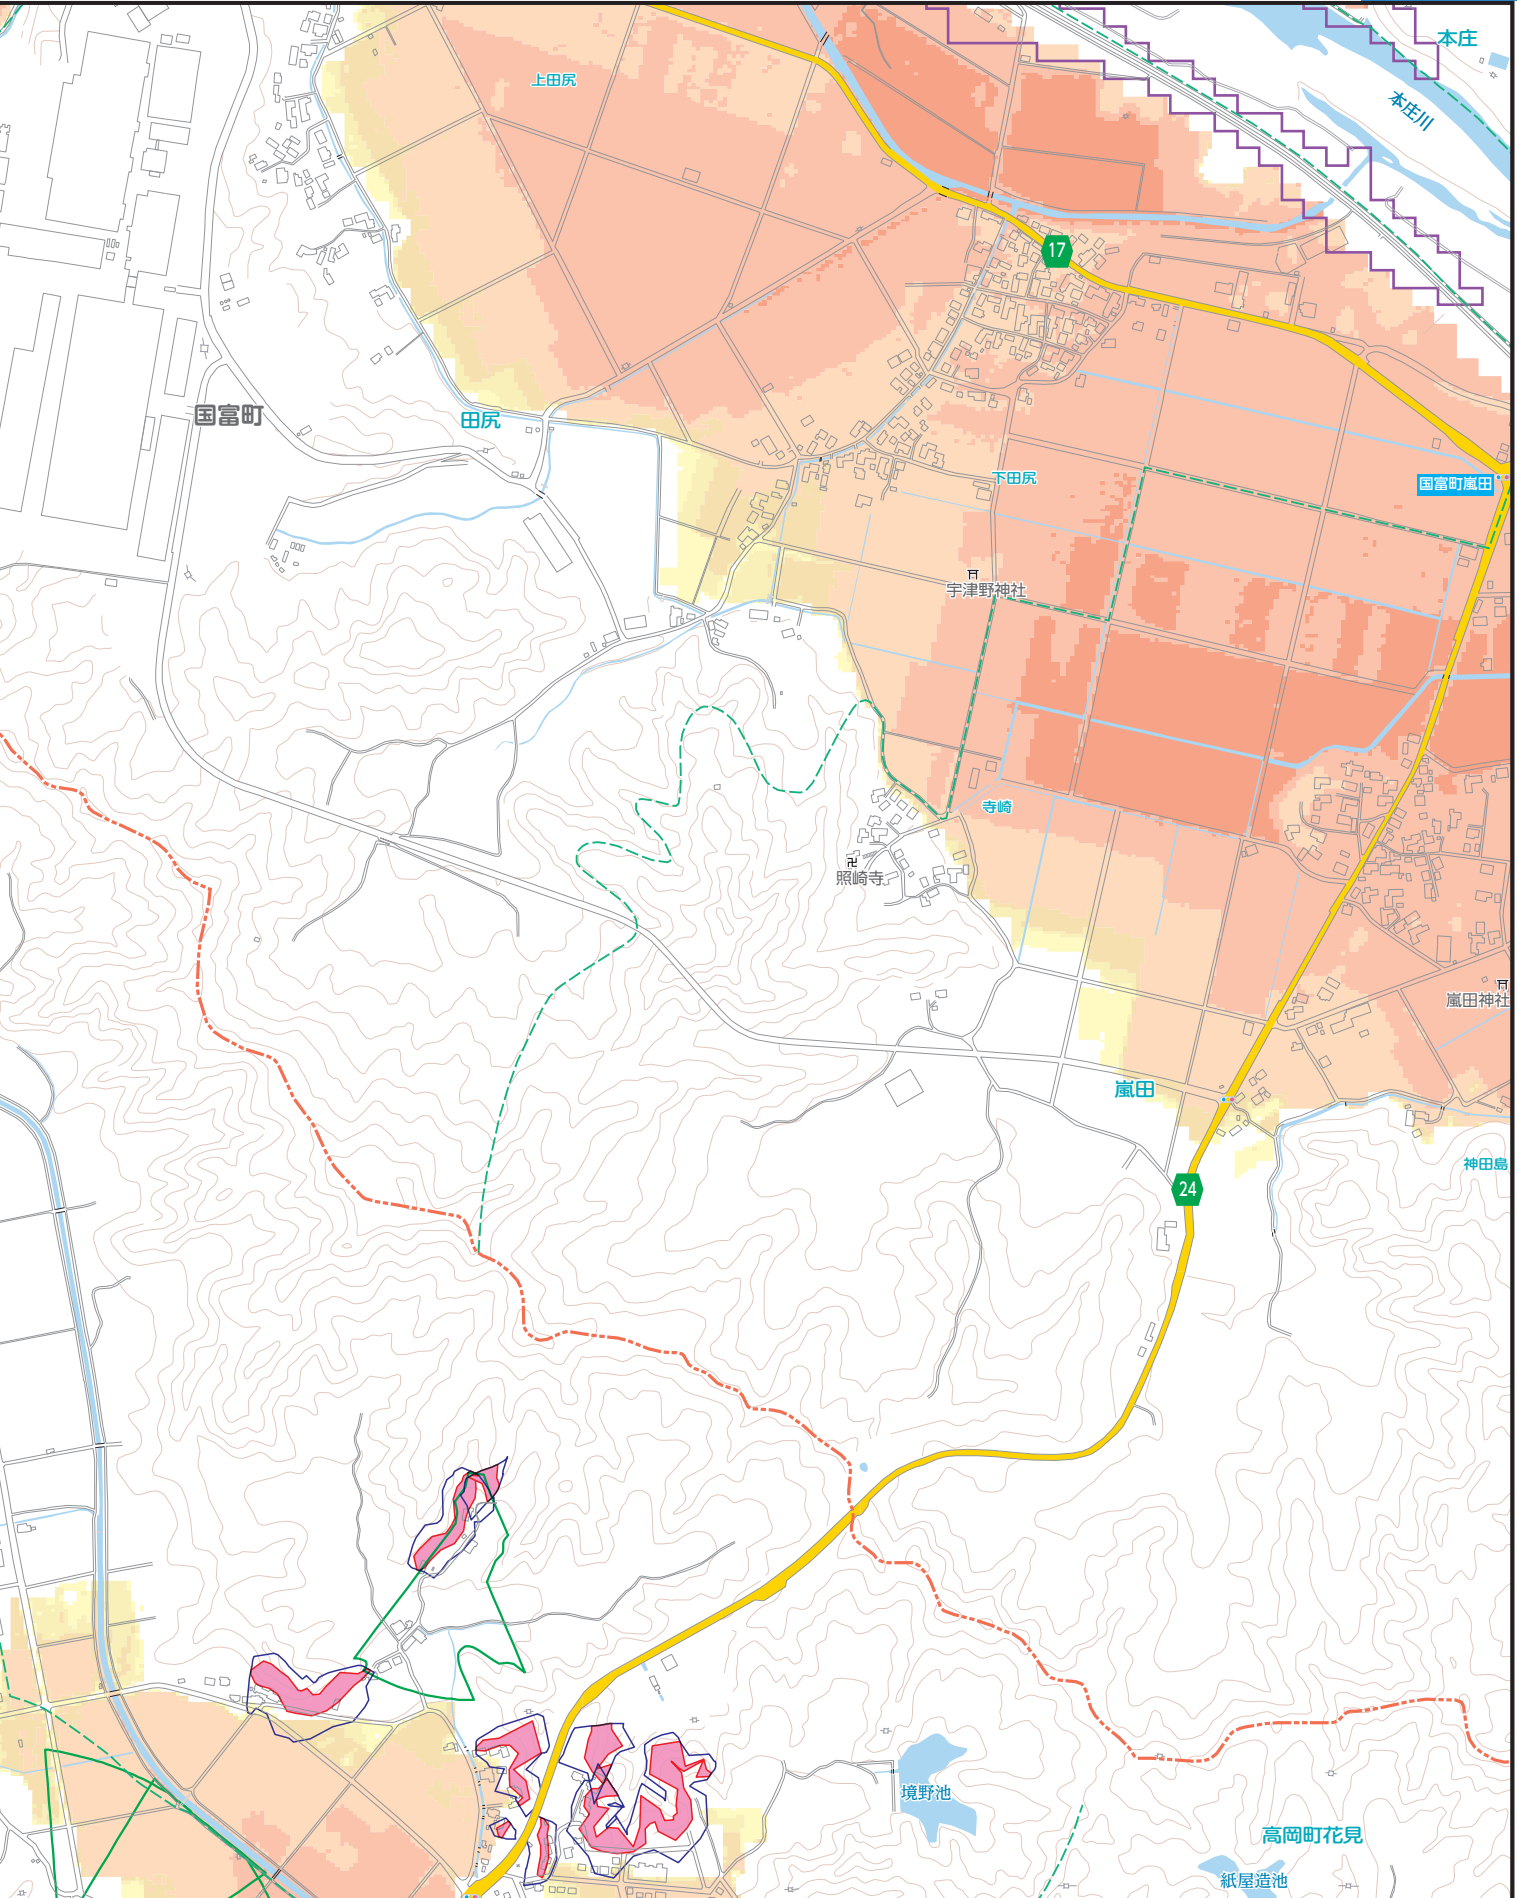 本庄
上田尻
本庄川
17
国富町
田尻
下田尻
国富町嵐田
宇津野神社
寺崎
照崎寺
嵐田神社
嵐田
神田島
24
境野池
高岡町花見
紙屋造池